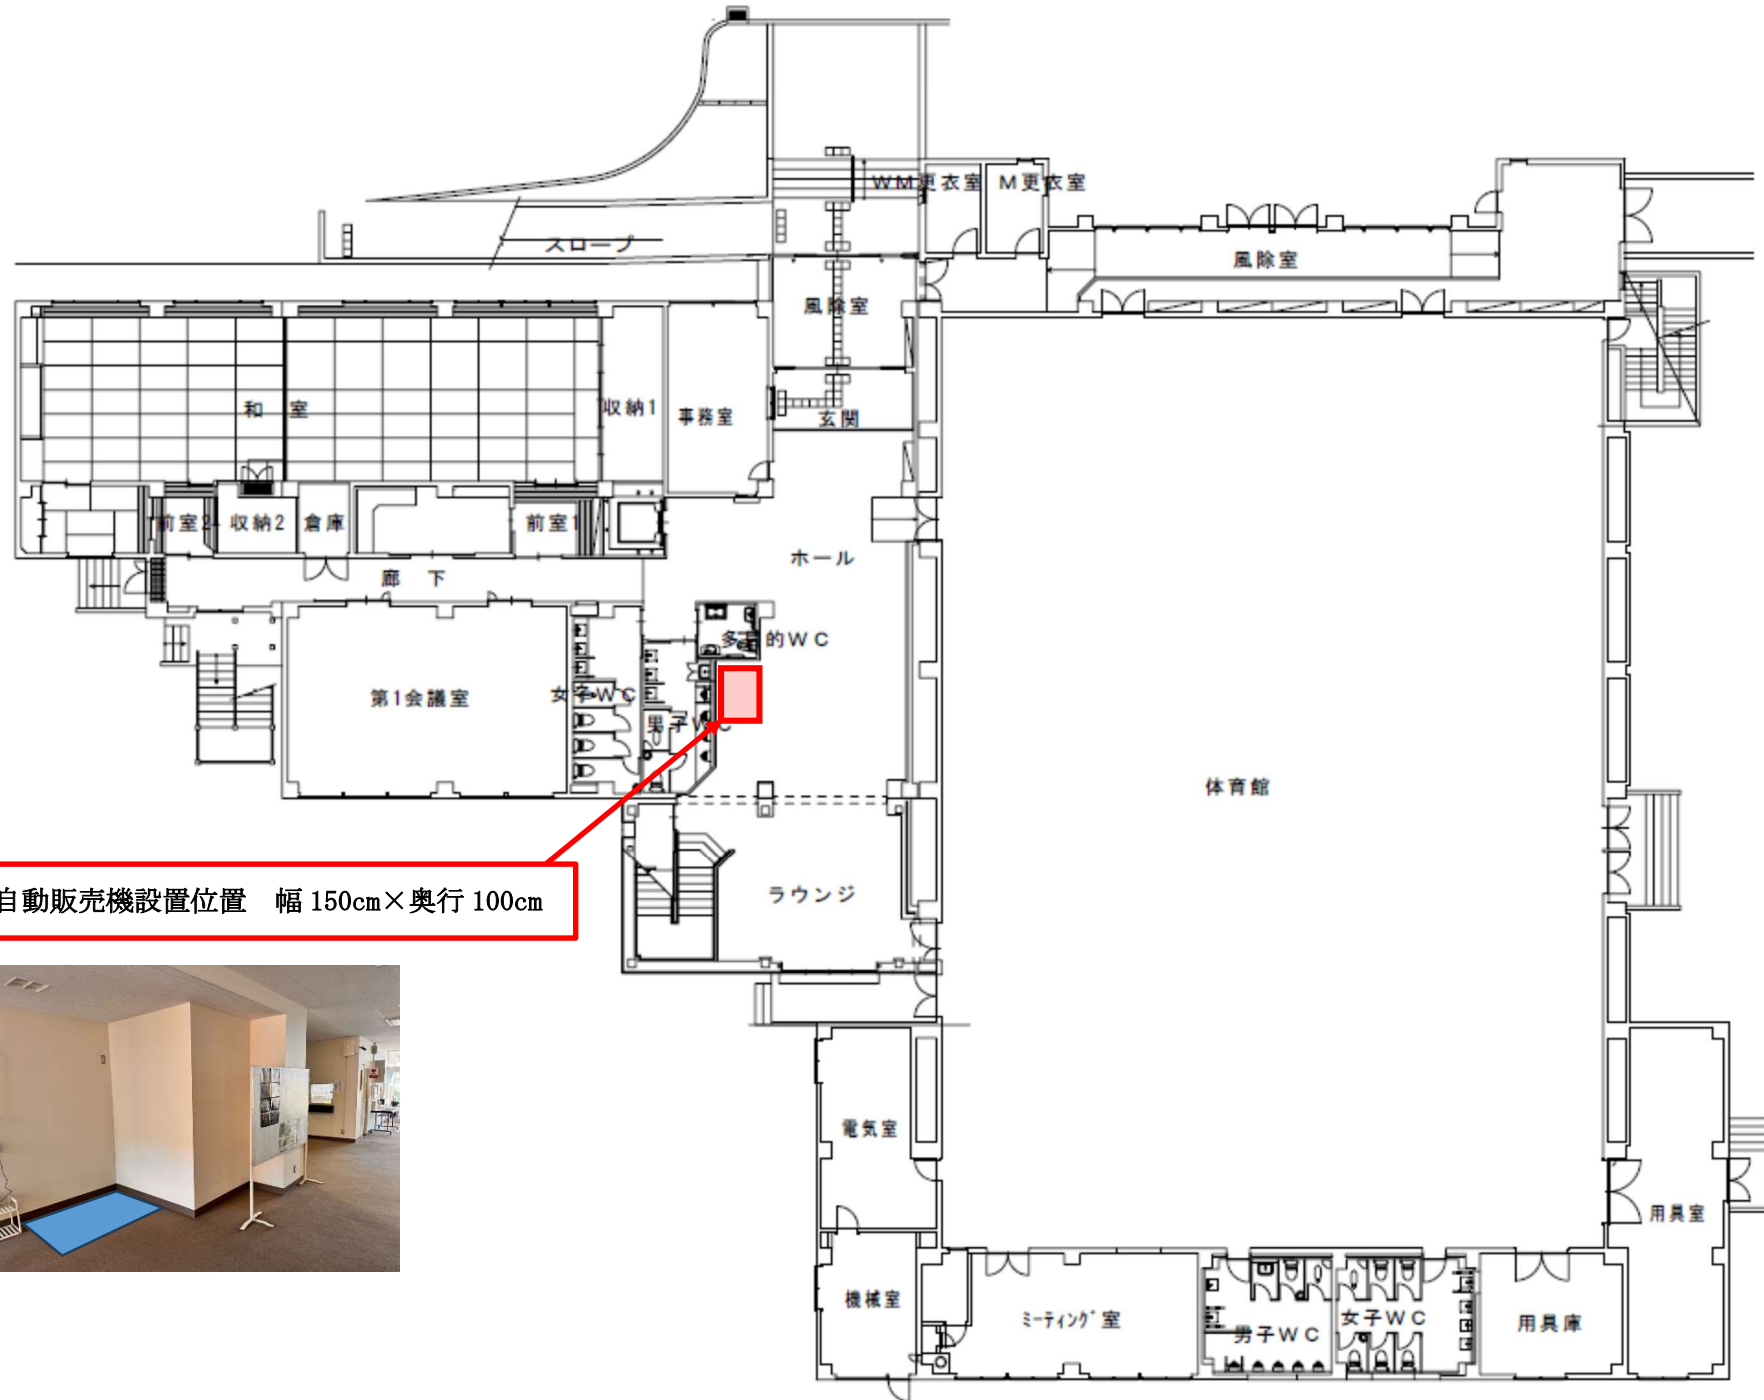 WM更衣室
M更衣室
スロープ
風除室
風除室
和 室
収納1
事務室
玄関
前室2
収納2
倉庫
前室1
ホール
廊 下
多目的WC
第1会議室
女子WC
男子WC
体育館
自動販売機設置位置 幅150cm×奥行100cm
ラウンジ
電気室
用具室
機械室
ミーティング室
男子WC
女子WC
用具庫